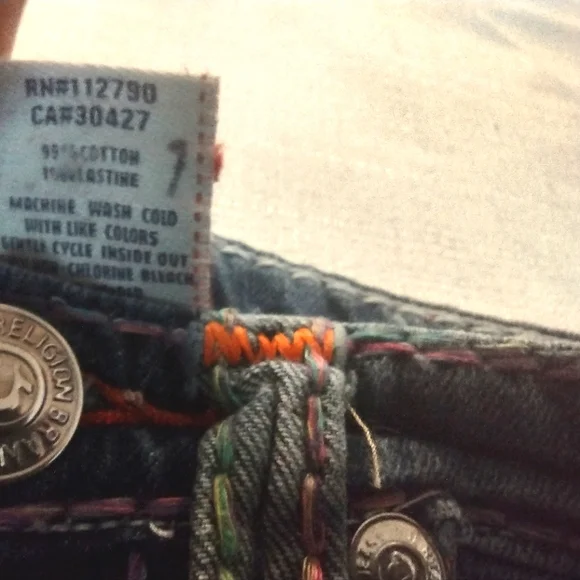 RN#112790
CA#30427
99% COTTON
1% ELASTINE
7
MACHINE WASH COLD
WITH LIKE COLORS
GENTLE CYCLE INSIDE OUT
CHLORINE BLEACH
RELIGION BRAN